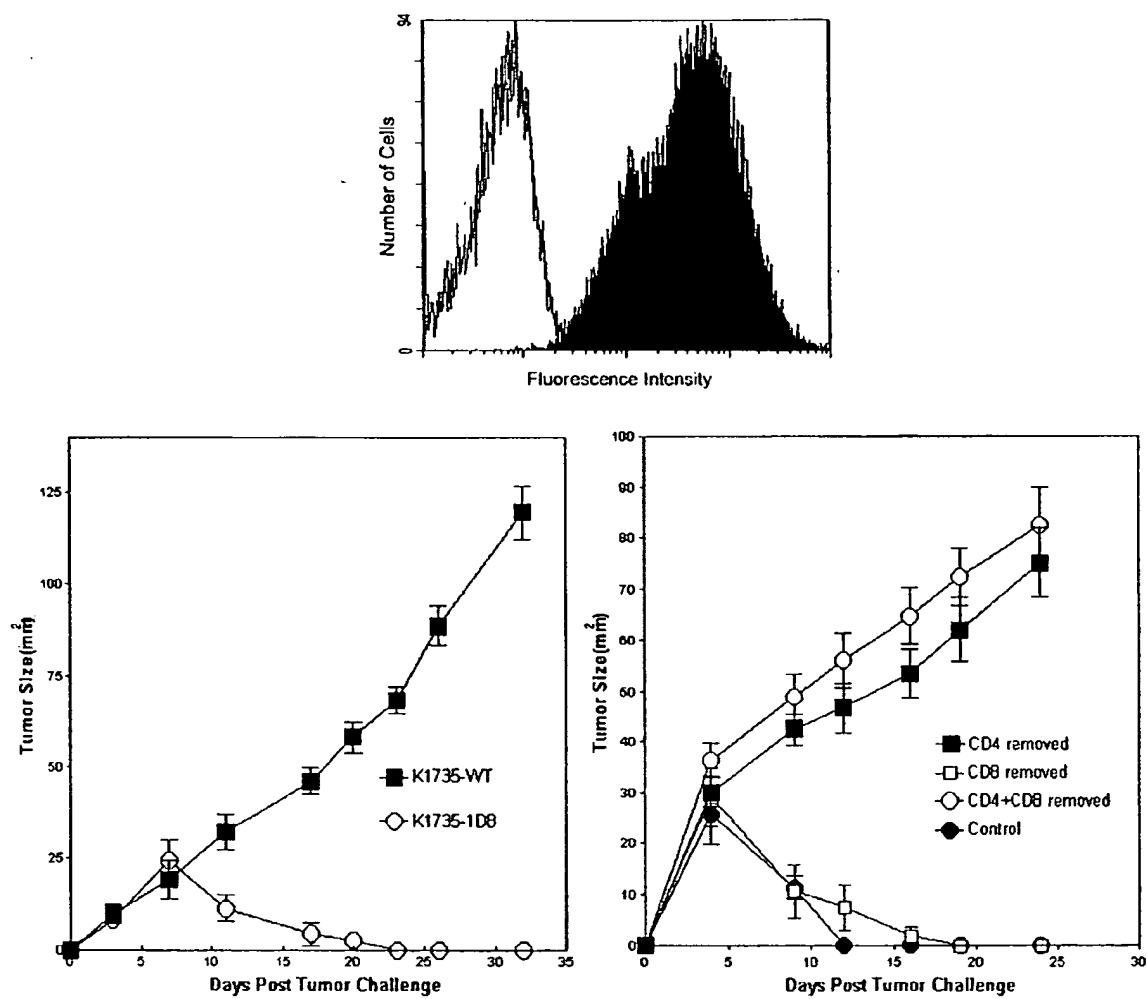 94
Number of Cells
0
Fluorescence Intensity
125
100
75
50
25
0
Tumor Size(mm²)
K1735-WT
K1735-1D8
0 5 10 15 20 25 30 35
Days Post Tumor Challenge
100
90
80
70
60
50
40
30
20
10
0
Tumor Size(mm²)
CD4 removed
CD8 removed
CD4+CD8 removed
Control
0 5 10 15 20 25 30
Days Post Tumor Challenge